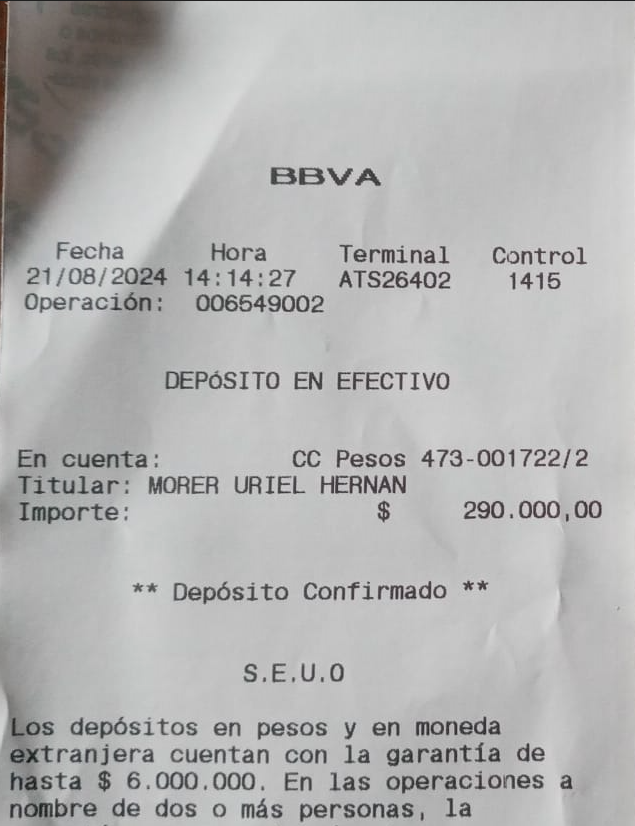 BBVA
Fecha Hora Terminal Control
21/08/2024 14:14:27 ATS26402 1415
Operación: 006549002
DEPóSITO EN EFECTIVO
En cuenta: CC Pesos 473-001722/2
Titular: MORER URIEL HERNAN
Importe: $ 290.000,00
** Depósito Confirmado **
S.E.U.O
Los depósitos en pesos y en moneda
extranjera cuentan con la garantía de
hasta $ 6.000.000. En las operaciones a
nombre de dos o más personas, la